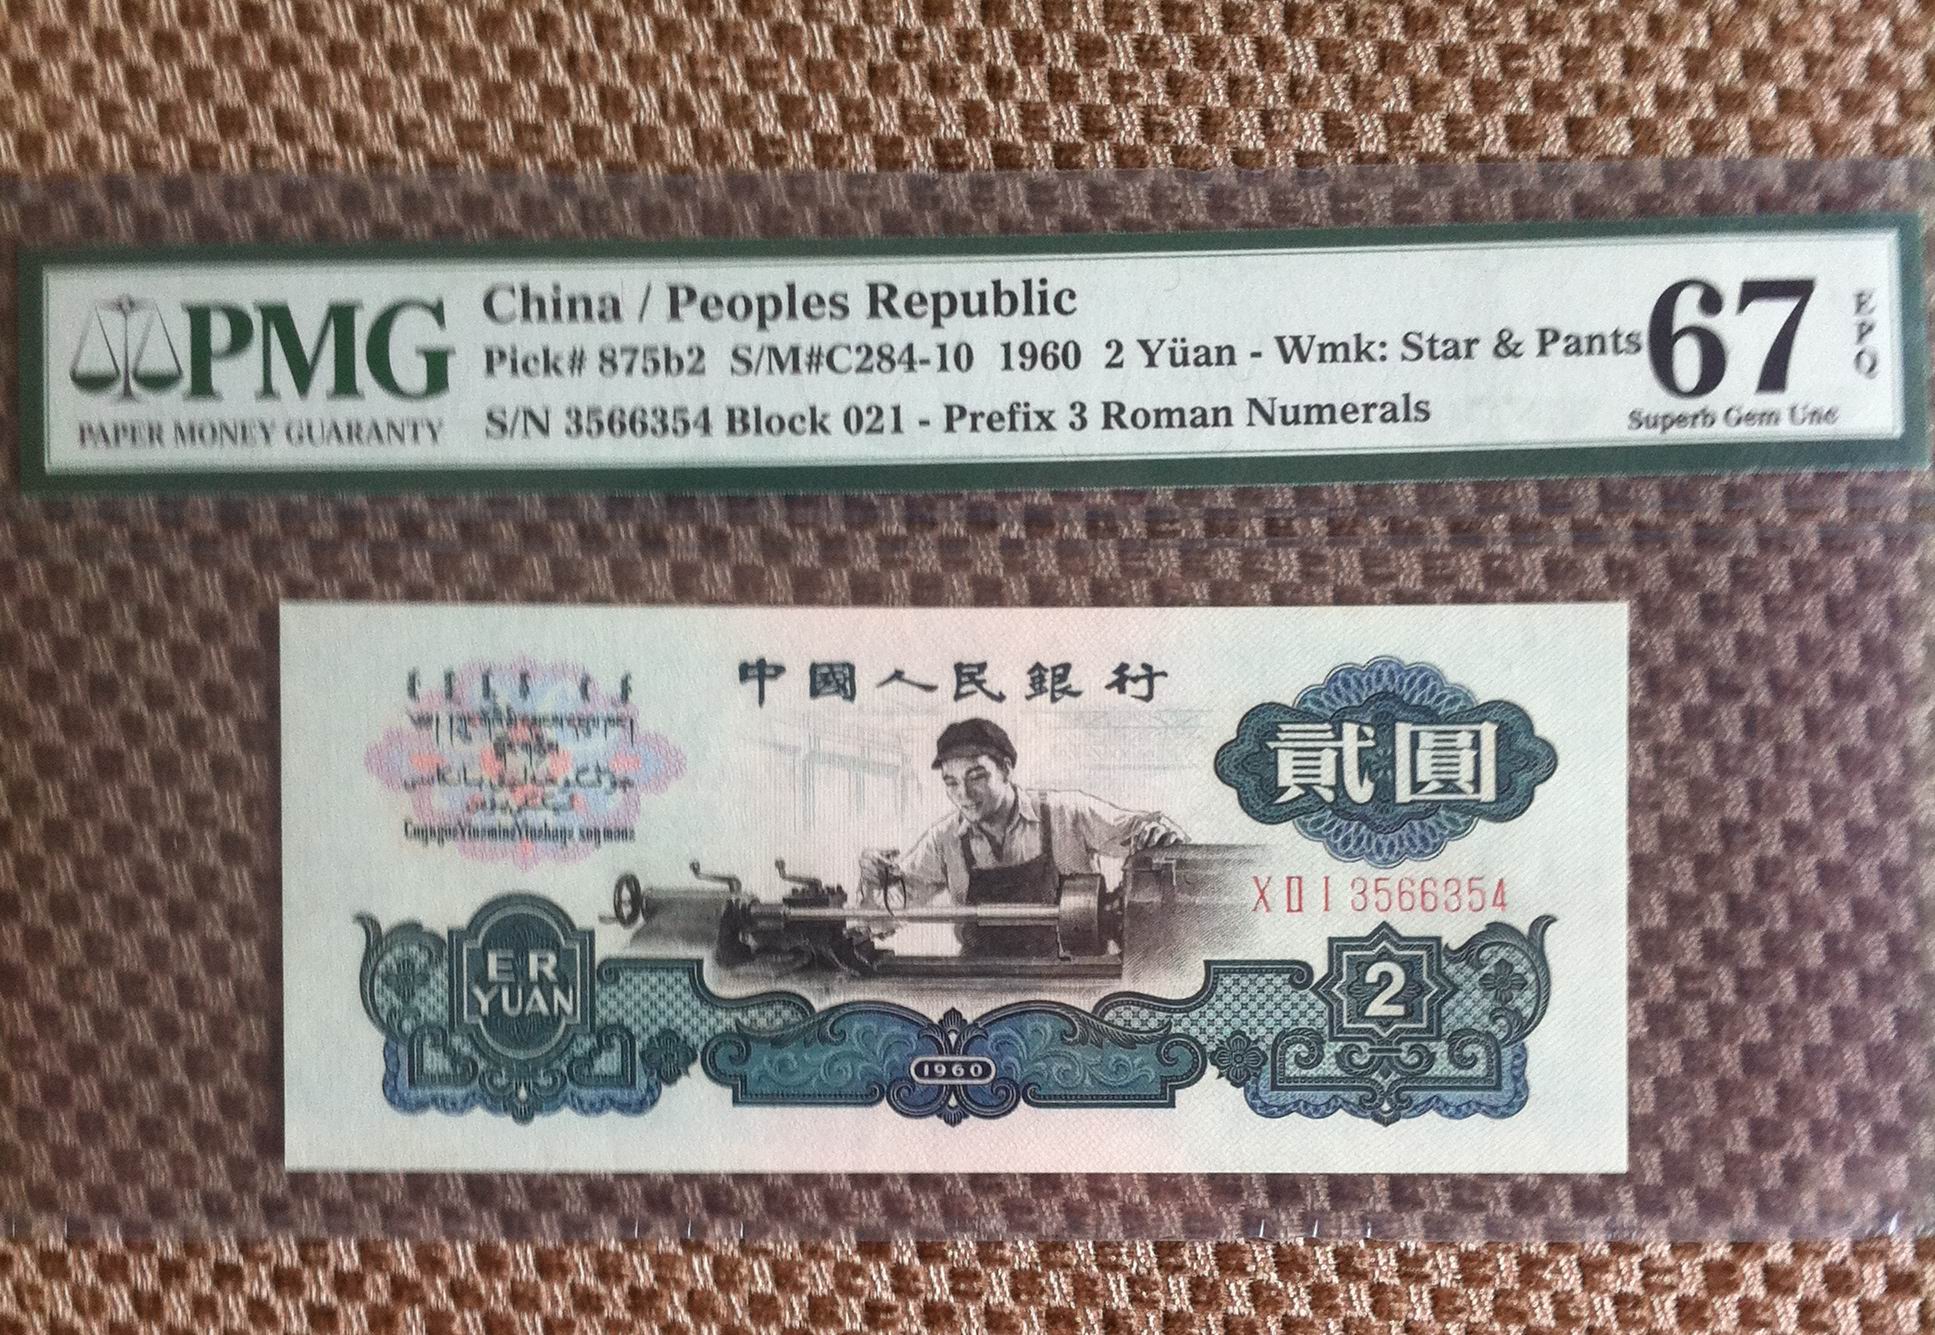 PMG
PAPER MONEY GUARANTY
China / Peoples Republic
Pick# 875b2 S/M#C284-10 1960 2 Yüan - Wmk: Star & Pants
S/N 3566354 Block 021 - Prefix 3 Roman Numerals
67
EPQ
Superb Gem Unc
中國人民銀行
貳圓
X II I 3566354
ER
YUAN
2
1960